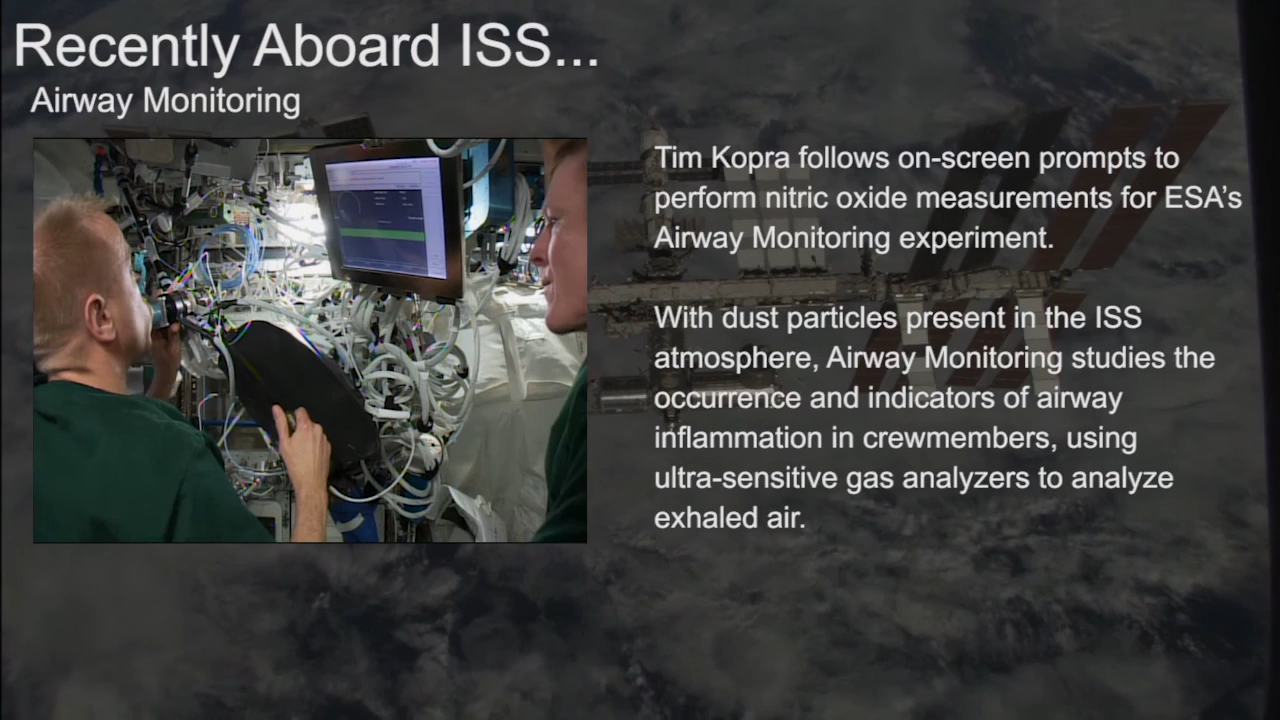 Recently Aboard ISS...
Airway Monitoring
Tim Kopra follows on-screen prompts to
perform nitric oxide measurements for ESA’s
Airway Monitoring experiment.
With dust particles present in the ISS
atmosphere, Airway Monitoring studies the
occurrence and indicators of airway
inflammation in crewmembers, using
ultra-sensitive gas analyzers to analyze
exhaled air.